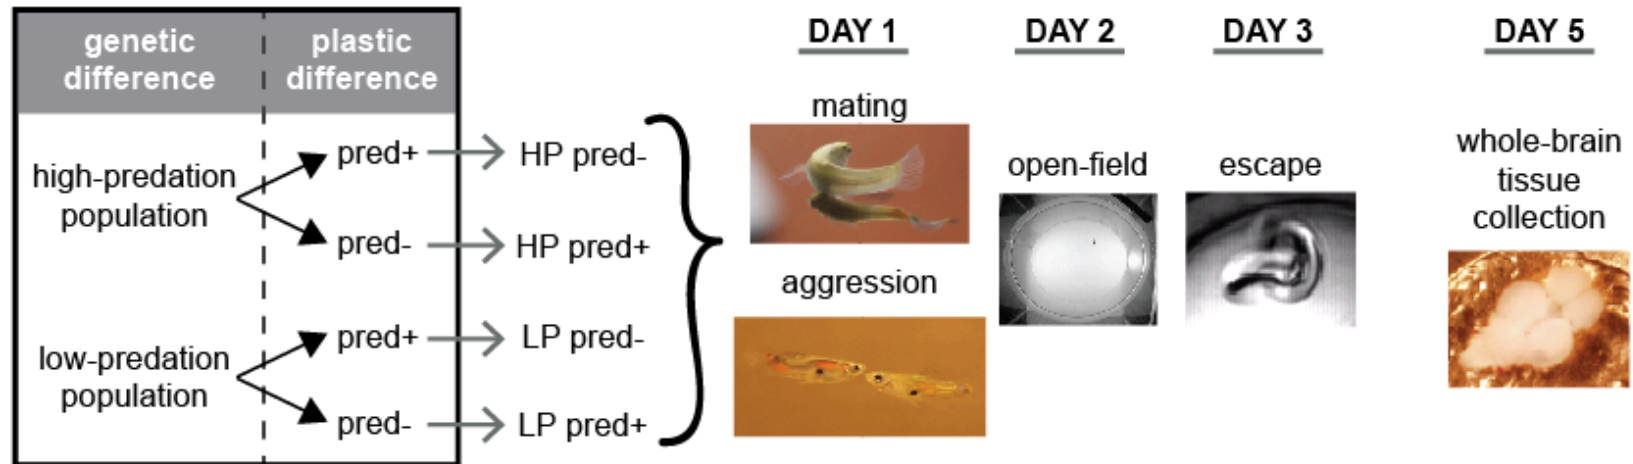 genetic
difference
plastic
difference
high-predation
population
pred+
HP pred-
pred-
HP pred+
low-predation
population
pred+
LP pred-
pred-
LP pred+
DAY 1
mating
aggression
DAY 2
open-field
DAY 3
escape
DAY 5
whole-brain
tissue
collection